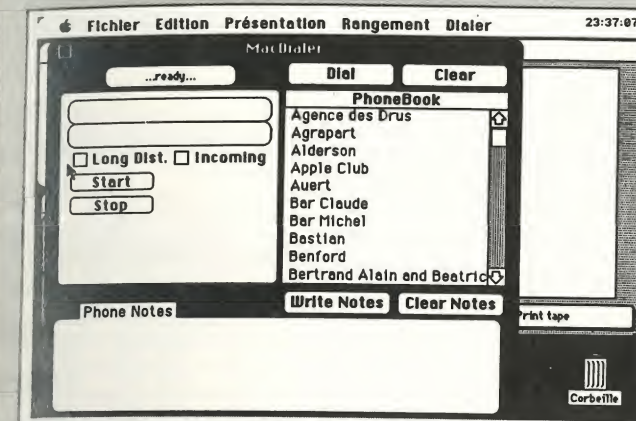 Fichier Edition Présentation Rangement Dialer 23:37:07
MacDialer
...ready...
Dial Clear
PhoneBook
Agence des Drus
Agrapart
Alderson
Apple Club
Auert
Bar Claude
Bar Michel
Bastian
Benford
Bertrand Alain and Beatric
Long Dist. Incoming
Start
Stop
Write Notes Clear Notes
Phone Notes
Print tape
Corbeille